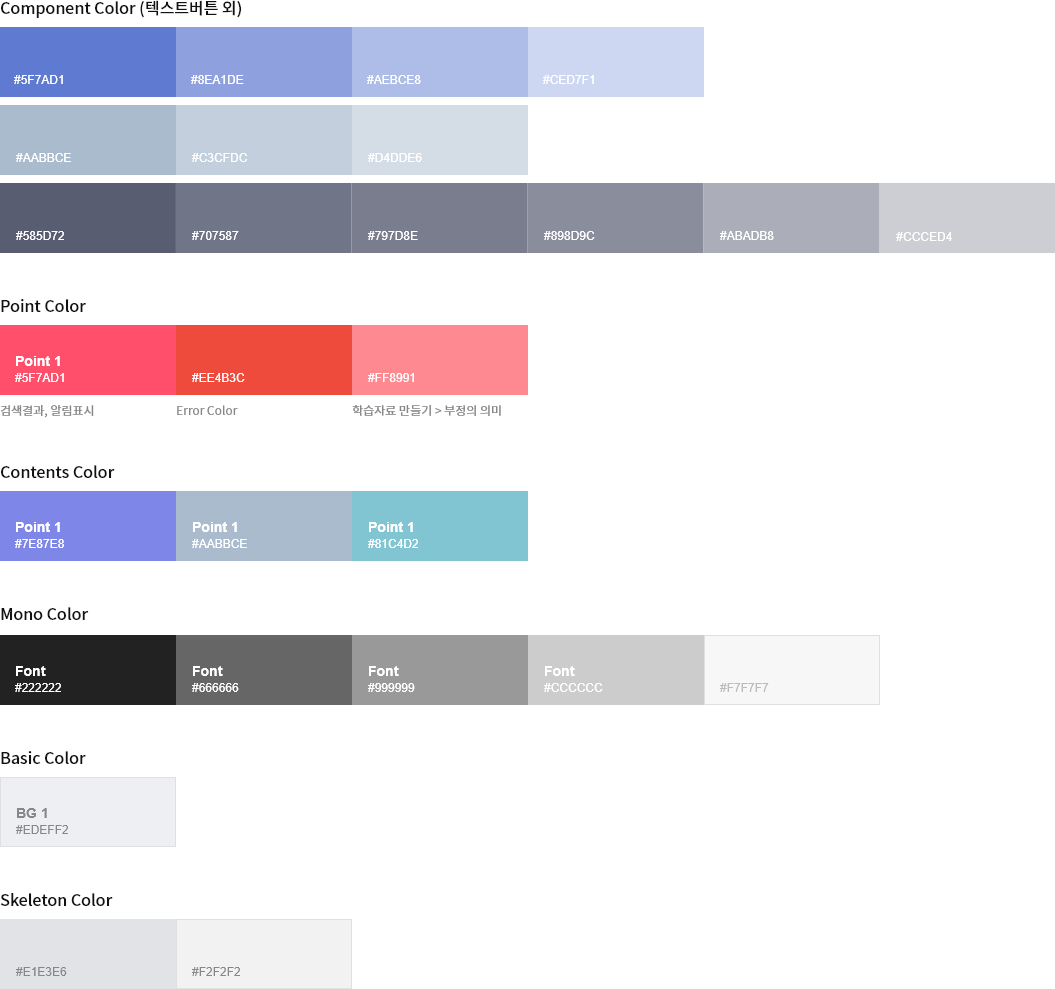 Component Color (텍스트버튼 외)
#5F7AD1 #8EA1DE #AEBCE8 #CED7F1
#AABBCE #C3CFDC #D4DDE6
#585D72 #707587 #797D8E #898D9C #ABADB8 #CCCED4
Point Color
Point 1
#5F7AD1 #EE4B3C #FF8991
검색결과, 알림표시 Error Color 학습자료 만들기 > 부정의 의미
Contents Color
Point 1 Point 1 Point 1
#7E87E8 #AABBCE #81C4D2
Mono Color
Font Font Font Font
#222222 #666666 #999999 #CCCCCC #F7F7F7
Basic Color
BG 1
#EDEFF2
Skeleton Color
#E1E3E6 #F2F2F2